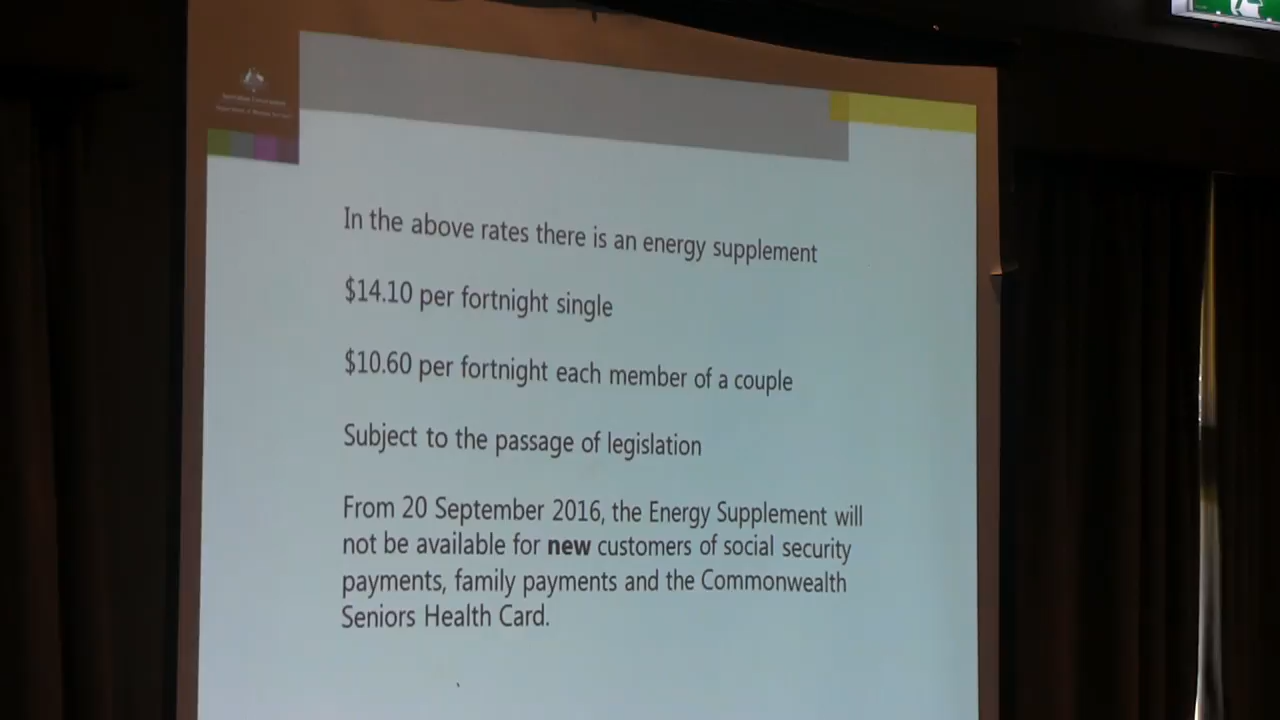 Australian Government
In the above rates there is an energy supplement
$14.10 per fortnight single
$10.60 per fortnight each member of a couple
Subject to the passage of legislation
From 20 September 2016, the Energy Supplement will
not be available for new customers of social security
payments, family payments and the Commonwealth
Seniors Health Card.